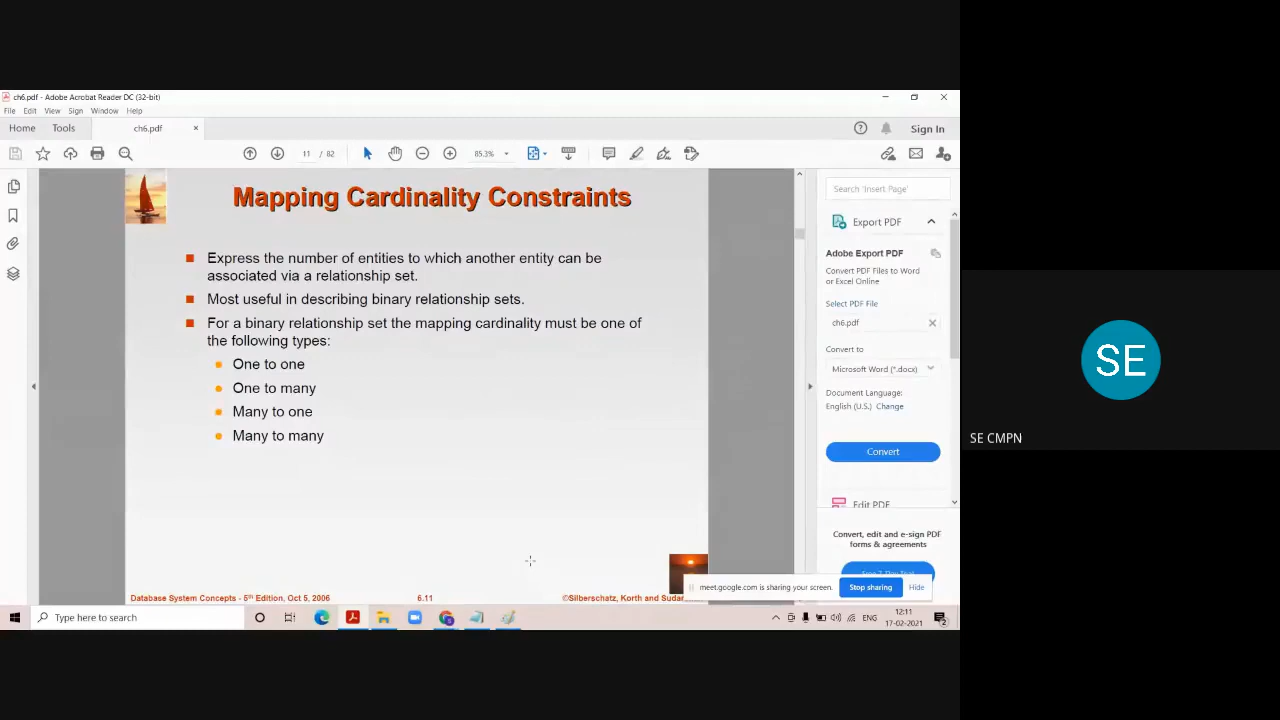 ch6.pdf - Adobe Acrobat Reader DC (32-bit)
File Edit View Sign Window Help
Home Tools ch6.pdf × Sign In
11 / 82 85.3%
Mapping Cardinality Constraints
Express the number of entities to which another entity can be
associated via a relationship set.
Most useful in describing binary relationship sets.
For a binary relationship set the mapping cardinality must be one of
the following types:
One to one
One to many
Many to one
Many to many
Database System Concepts - 5th Edition, Oct 5, 2006 6.11 ©Silberschatz, Korth and
Search 'Insert Page'
Export PDF
Adobe Export PDF
Convert PDF Files to Word
or Excel Online
Select PDF File
ch6.pdf
Convert to
Microsoft Word (*.docx)
Document Language:
English (U.S.) Change
Convert
Edit PDF
Convert, edit and e-sign PDF
forms & agreements
meet.google.com is sharing your screen. Stop sharing Hide
Type here to search
ENG
12:11
17-02-2021
2
SE
SE CMPN